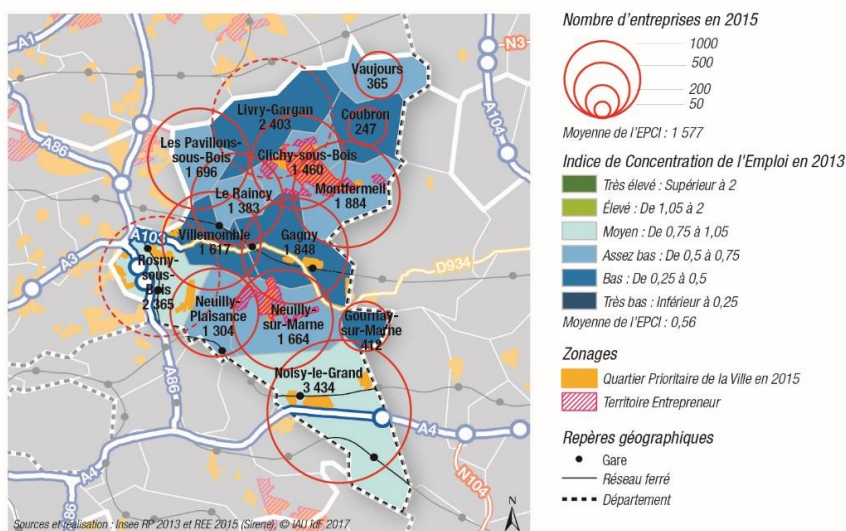 A1
N3
A104
A86
A3
A103
D934
A86
A4
A4
A86
N104
Vaujours
365
Livry-Gargan
2 403
Coubron
247
Les Pavillons-
sous-Bois
1 696
Clichy-sous-Bois
1 460
Le Raincy
1 383
Montfermeil
1 884
Villemomble
1 617
Gagny
1 848
Rosny-
sous-
Bois
2 365
Neuilly-
Plaisance
1 304
Neuilly-
sur-Marne
1 664
Gournay-
sur-Marne
412
Noisy-le-Grand
3 434
N
Sources et réalisation : Insee RP 2013 et REE 2015 (Sirene), © IAU îdF 2017
Nombre d'entreprises en 2015
1000
500
200
50
Moyenne de l'EPCI : 1 577
Indice de Concentration de l'Emploi en 2013
Très élevé : Supérieur à 2
Élevé : De 1,05 à 2
Moyen : De 0,75 à 1,05
Assez bas : De 0,5 à 0,75
Bas : De 0,25 à 0,5
Très bas : Inférieur à 0,25
Moyenne de l'EPCI : 0,56
Zonages
Quartier Prioritaire de la Ville en 2015
Territoire Entrepreneur
Repères géographiques
Gare
Réseau ferré
Département